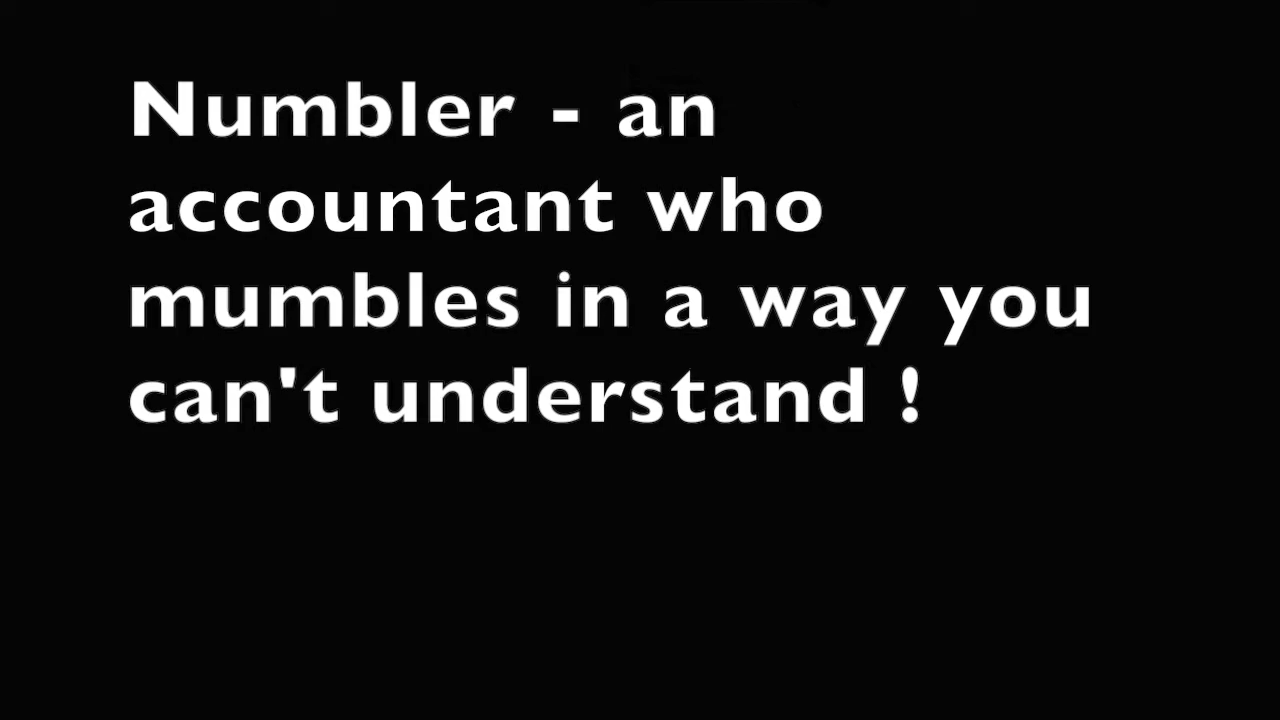 Numbler - an
accountant who
mumbles in a way you
can't understand !